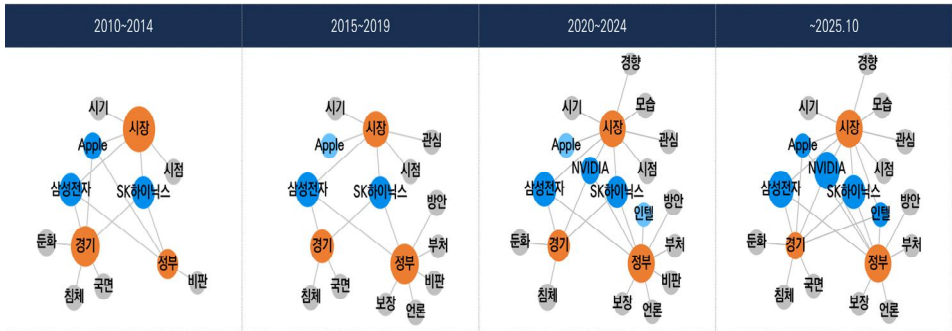 2010~2014
2015~2019
2020~2024
~2025.10
시기
시장
Apple
시점
삼성전자
SK하이닉스
둔화
경기
정부
국면
비판
침체
시기
시장
Apple
관심
시점
삼성전자
SK하이닉스
방안
경기
부처
정부
비판
국면
침체
보장
언론
경향
시기
모습
시장
Apple
관심
NVIDIA
시점
삼성전자
SK하이닉스
방안
인텔
둔화
경기
부처
정부
비판
침체
보장
언론
경향
시기
모습
시장
Apple
관심
NVIDIA
시점
삼성전자
SK하이닉스
방안
인텔
둔화
경기
부처
정부
비판
국면
침체
보장
언론